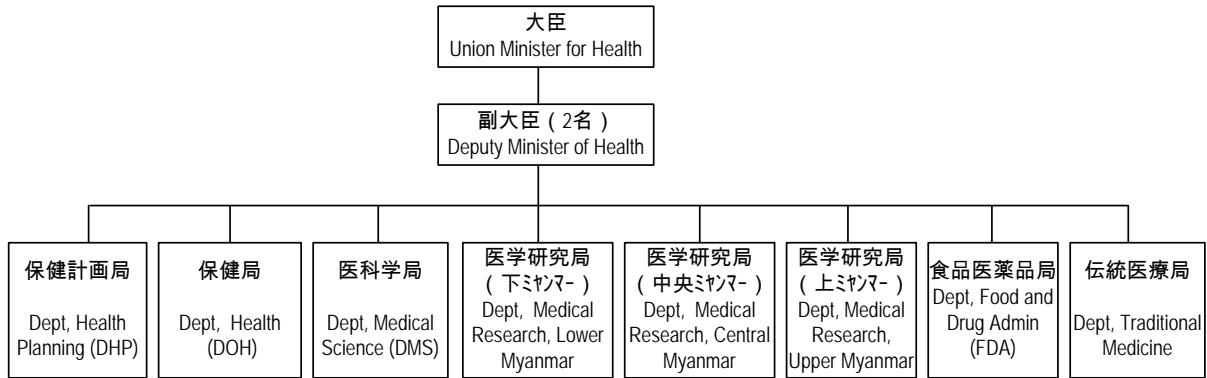 大臣
Union Minister for Health
副大臣（2名）
Deputy Minister of Health
保健計画局
Dept, Health
Planning (DHP)
保健局
Dept, Health
(DOH)
医科学局
Dept, Medical
Science (DMS)
医学研究局
（下ﾐﾔﾝﾏｰ）
Dept, Medical
Research, Lower
Myanmar
医学研究局
（中央ﾐﾔﾝﾏｰ）
Dept, Medical
Research, Central
Myanmar
医学研究局
（上ﾐﾔﾝﾏｰ）
Dept, Medical
Research,
Upper Myanmar
食品医薬品局
Dept, Food and
Drug Admin
(FDA)
伝統医療局
Dept, Traditional
Medicine